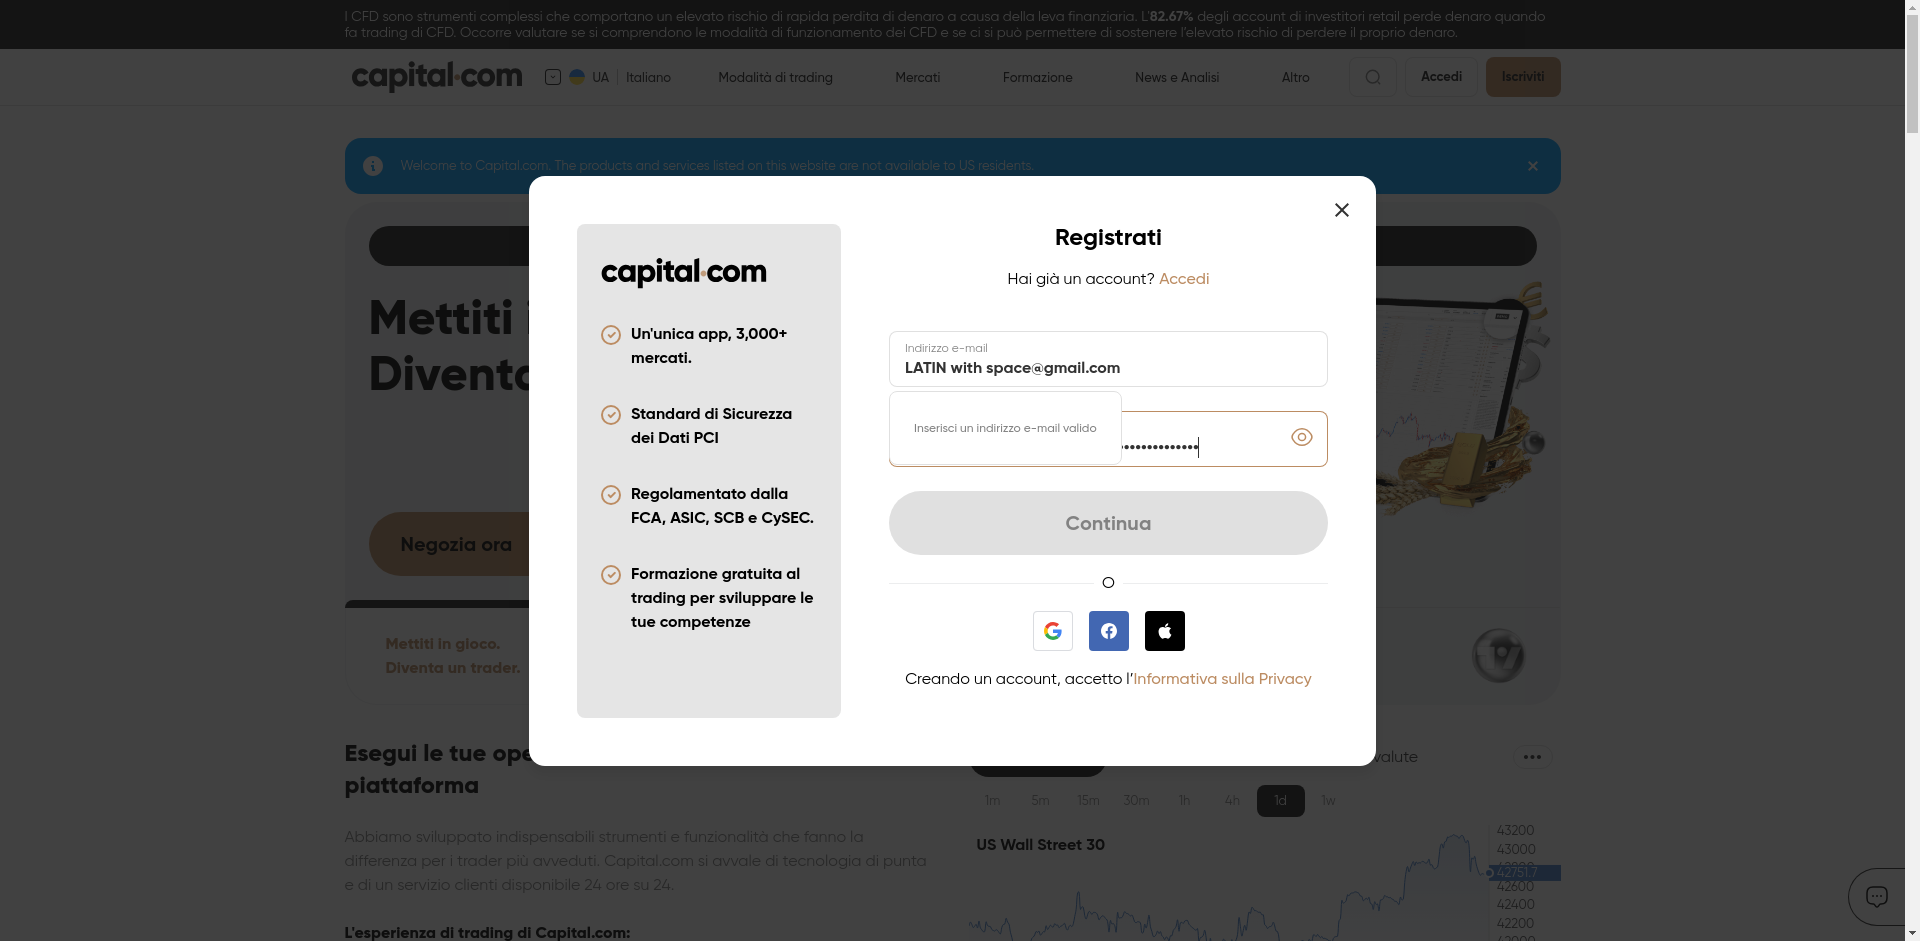 I CFD sono strumenti complessi che comportano un elevato rischio di rapida perdita di denaro a causa della leva finanziaria. L'82.67% degli account di investitori retail perde denaro quando
fa trading di CFD. Occorre valutare se si comprendono le modalità di funzionamento dei CFD e se ci si può permettere di sostenere l'elevato rischio di perdere il proprio denaro.
capital.com
UA
Italiano
Modalità di trading
Mercati
Formazione
News e Analisi
Altro
Accedi
Iscriviti
Welcome to Capital.com. The products and services listed on this website are not available to US residents.
Mettiti
Negozia ora
Mettiti in gioco.
Diventa un trader.
capital.com
Un'unica app, 3,000+
mercati.
Standard di Sicurezza
dei Dati PCI
Regolamentato dalla
FCA, ASIC, SCB e CySEC.
Formazione gratuita al
trading per sviluppare le
tue competenze
Registrati
Hai già un account? Accedi
Indirizzo e-mail
LATIN with space@gmail.com
Inserisci un indirizzo e-mail valido
Continua
O
Creando un account, accetto l'Informativa sulla Privacy
Esegui le tue
piattaforma
Abbiamo sviluppato indispensabili strumenti e funzionalità che fanno la
differenza per i trader più avveduti. Capital.com si avvale di tecnologia di punta
e di un servizio clienti disponibile 24 ore su 24.
L'esperienza di trading di Capital.com:
valute
1m
5m
15m
30m
1h
4h
1d
1w
US Wall Street 30
43200
43000
42751.7
42600
42400
42200